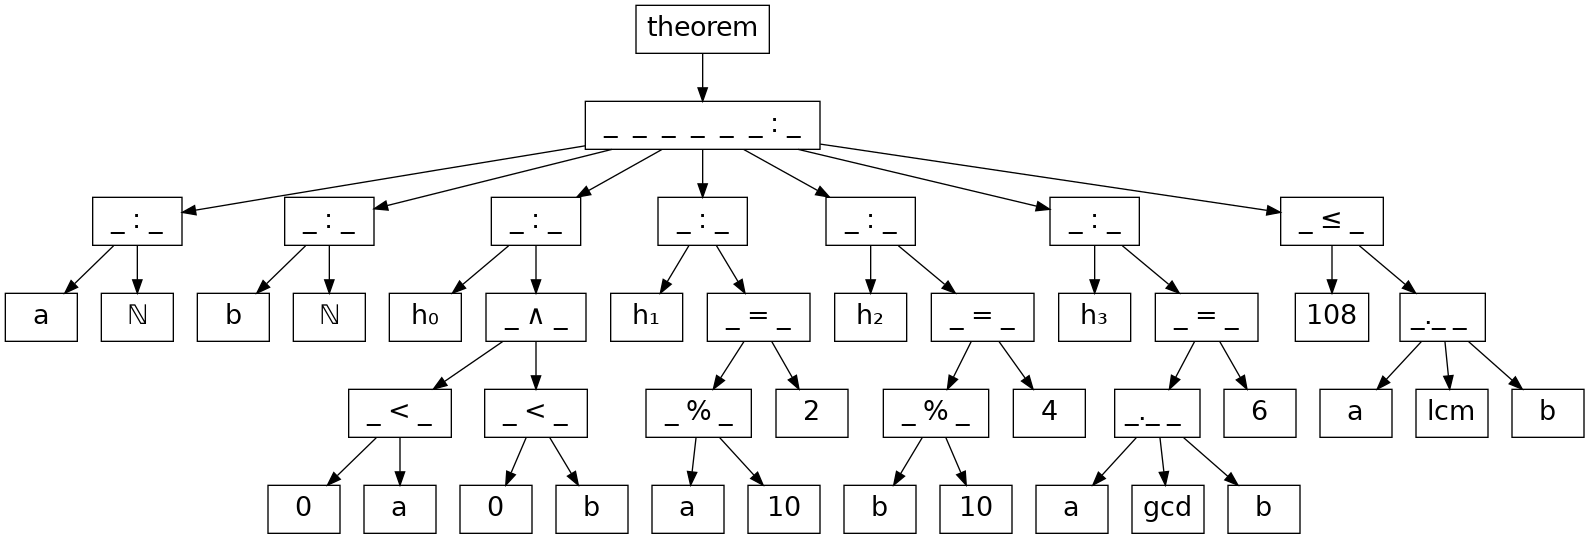 theorem
_ _ _ _ _ _ : _
_ : _ _ : _ _ : _ _ : _ _ : _ _ : _ _ ≤ _
a ℕ b ℕ h₀ _ ∧ _ h₁ _ = _ h₂ _ = _ h₃ _ = _ 108 _._ _
_ < _ _ < _ _ % _ 2 _ % _ 4 _._ _ 6 a lcm b
0 a 0 b a 10 b 10 a gcd b